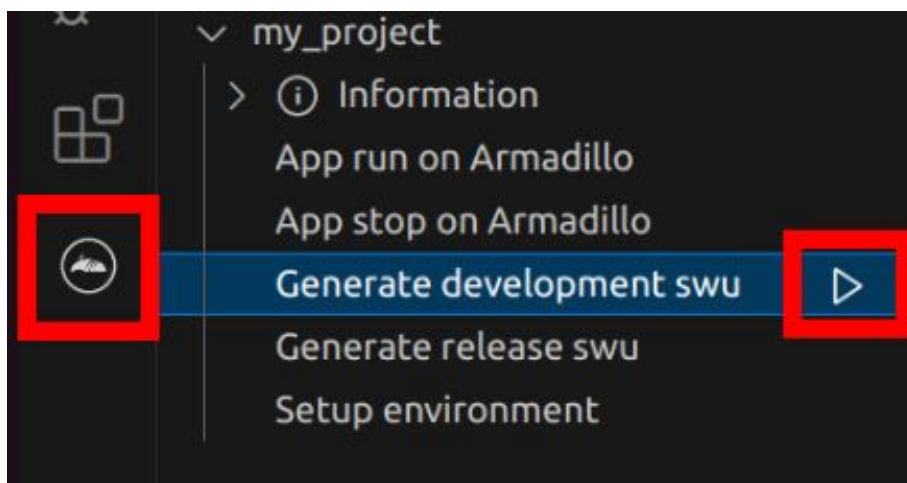 my_project
Information
App run on Armadillo
App stop on Armadillo
Generate development swu
Generate release swu
Setup environment